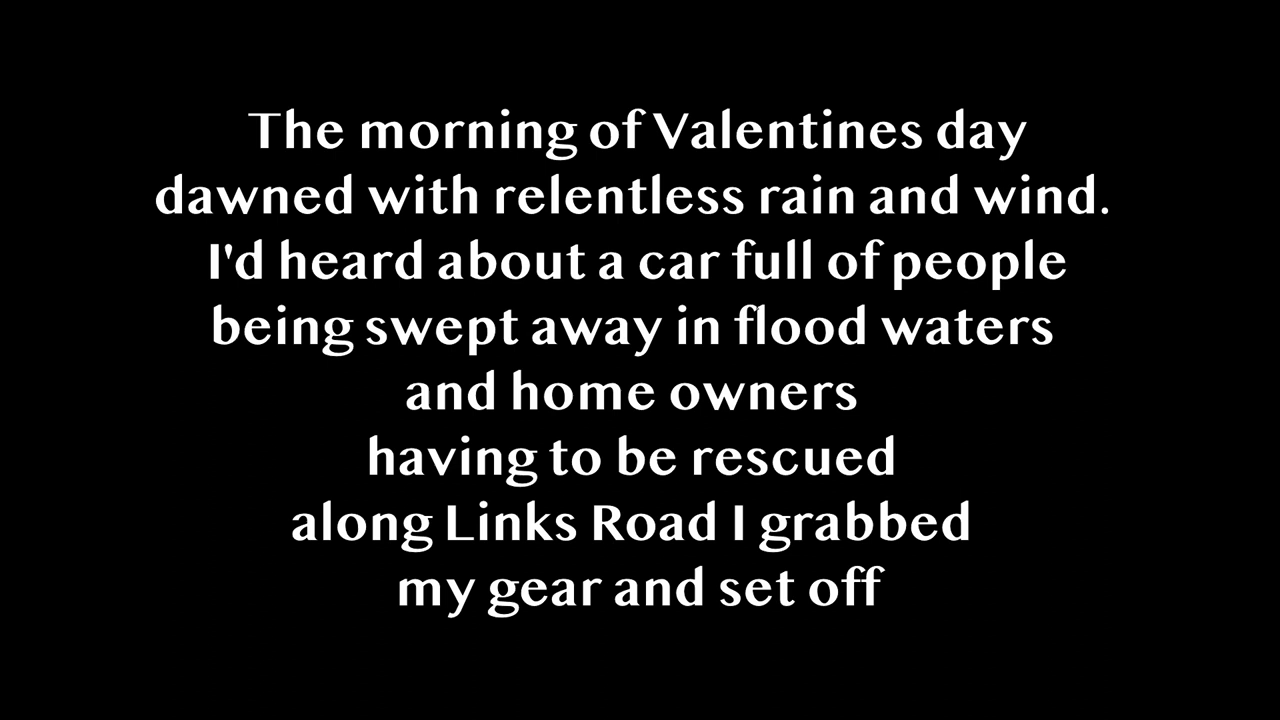 The morning of Valentines day
dawned with relentless rain and wind.
I'd heard about a car full of people
being swept away in flood waters
and home owners
having to be rescued
along Links Road I grabbed
my gear and set off